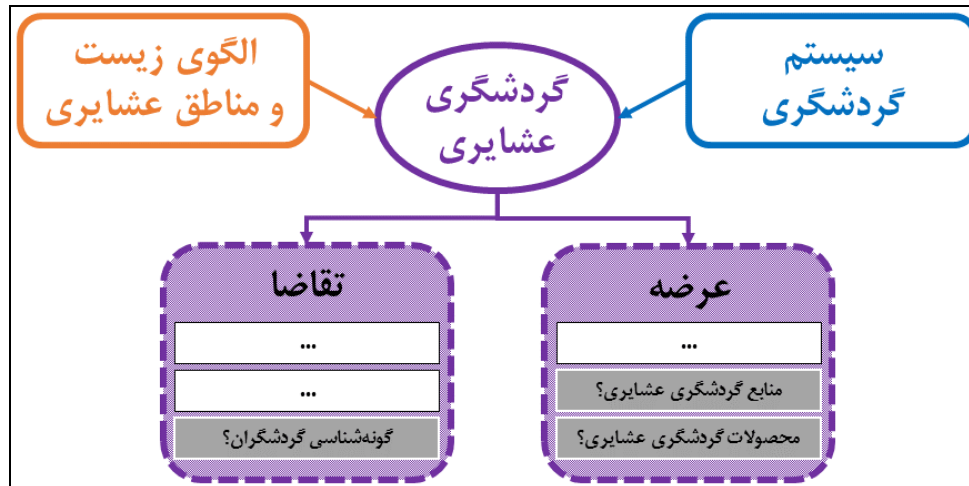 سیستم
گردشگری
گردشگری
عشایری
الگوی زیست
و مناطق عشایری
عرضه
...
منابع گردشگری عشایری؟
محصولات گردشگری عشایری؟
تقاضا
...
...
گونه‌شناسی گردشگران؟